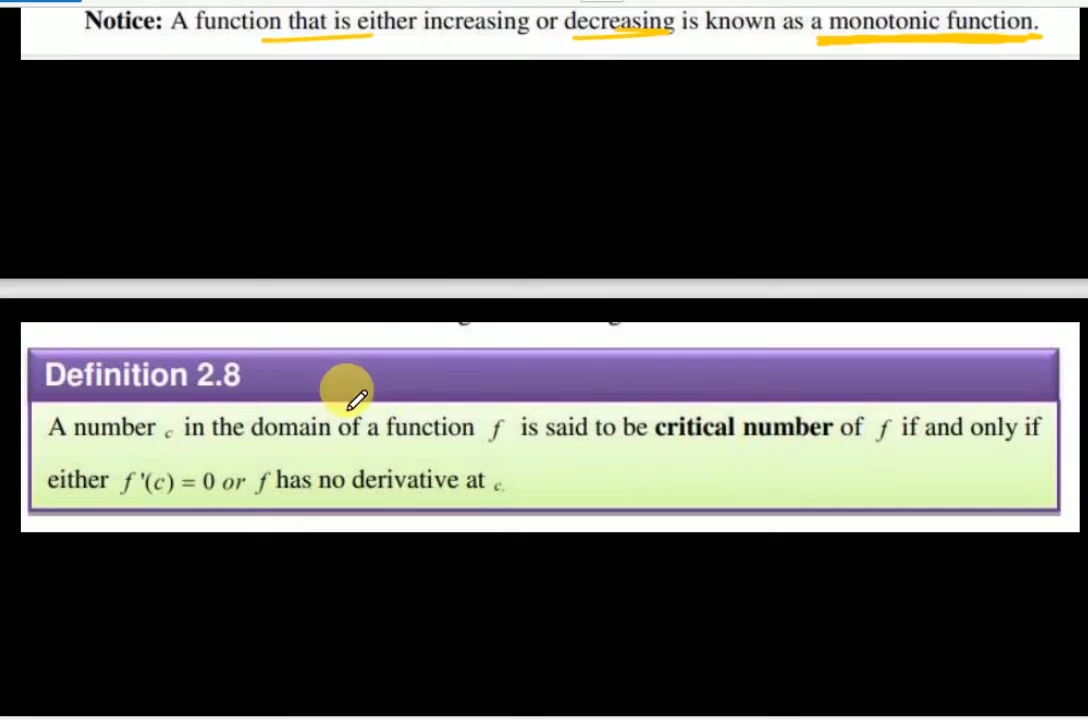 Notice: A function that is either increasing or decreasing is known as a monotonic function.
Definition 2.8
A number c in the domain of a function f is said to be critical number of f if and only if
either f '(c) = 0 or f has no derivative at c.